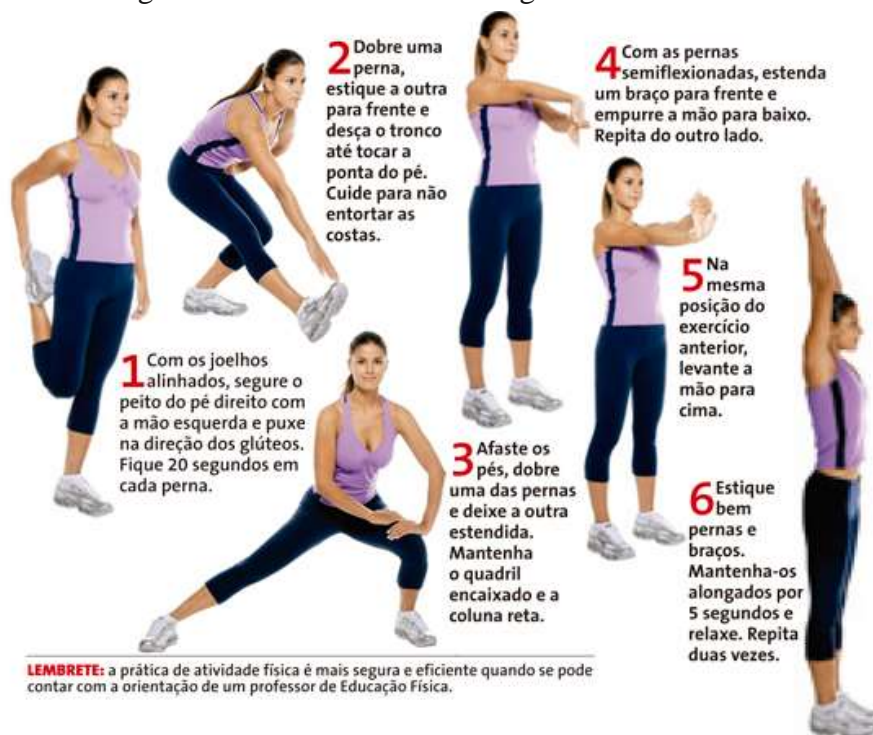 1 Com os joelhos
alinhados, segure o
peito do pé direito com
a mão esquerda e puxe
na direção dos glúteos.
Fique 20 segundos em
cada perna.
2 Dobre uma
perna,
estique a outra
para frente e
desça o tronco
até tocar a
ponta do pé.
Cuide para não
entortar as
costas.
3 Afaste os
pés, dobre
uma das pernas
e deixe a outra
estendida.
Mantenha
o quadril
encaixado e a
coluna reta.
4 Com as pernas
semiflexionadas, estenda
um braço para frente e
empurre a mão para baixo.
Repita do outro lado.
5 Na
mesma
posição do
exercício
anterior,
levante a
mão para
cima.
6 Estique
bem
pernas e
braços.
Mantenha-os
alongados por
5 segundos e
relaxe. Repita
duas vezes.
LEMBRETE: a prática de atividade física é mais segura e eficiente quando se pode
contar com a orientação de um professor de Educação Física.